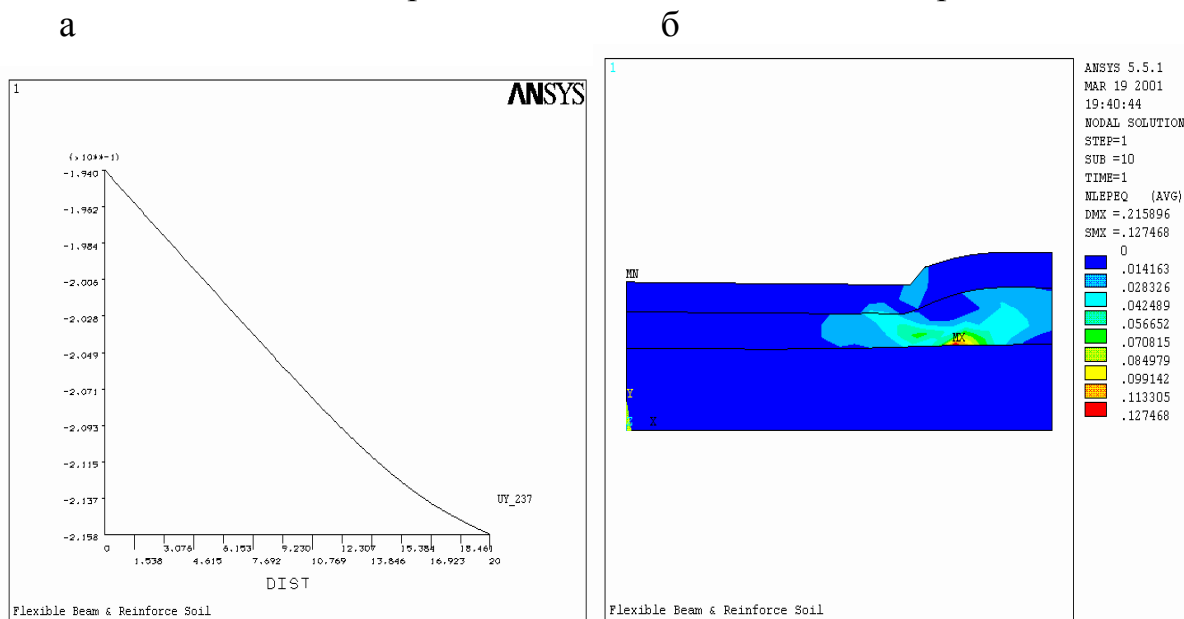 а
б
1
ANSYS
(x10**-1)
-1.940
-1.962
-1.984
-2.006
-2.028
-2.049
-2.071
-2.093
-2.115
-2.137
-2.158
UY_237
0 3.076 6.153 9.230 12.307 15.384 18.461
1.538 4.615 7.692 10.769 13.846 16.923 20
DIST
Flexible Beam & Reinforce Soil
1
ANSYS 5.5.1
MAR 19 2001
19:40:44
NODAL SOLUTION
STEP=1
SUB =10
TIME=1
NLEPEQ (AVG)
DMX =.215896
SMX =.127468
0
.014163
.028326
.042489
.056652
.070815
.084979
.099142
.113305
.127468
MN
MX
Y
X
Flexible Beam & Reinforce Soil